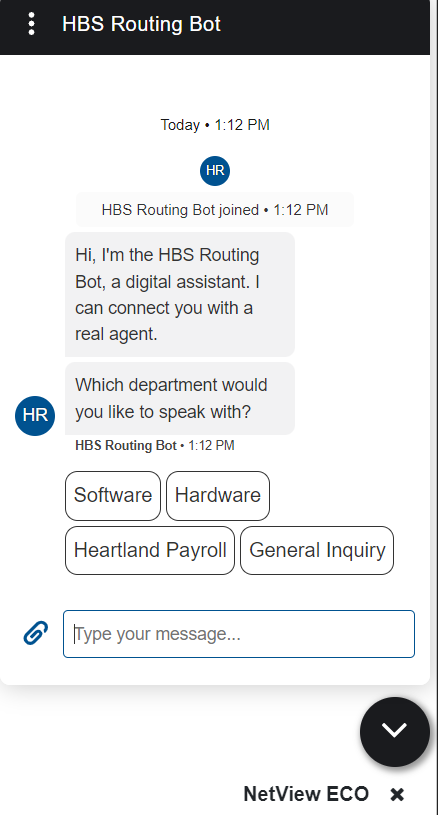 HBS Routing Bot
Today • 1:12 PM
HR
HBS Routing Bot joined • 1:12 PM
Hi, I'm the HBS Routing
Bot, a digital assistant. I
can connect you with a
real agent.
Which department would
you like to speak with?
HR
HBS Routing Bot • 1:12 PM
Software
Hardware
Heartland Payroll
General Inquiry
Type your message...
NetView ECO